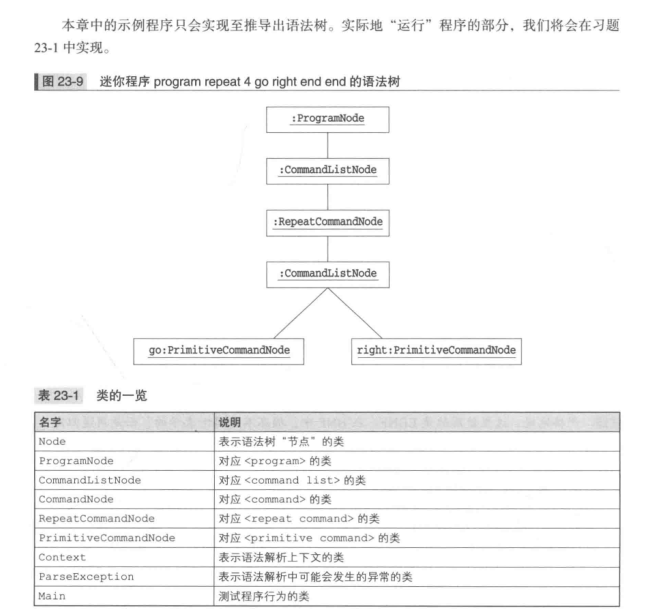 本章中的示例程序只会实现至推导出语法树。实际地“运行”程序的部分，我们将会在习题
23-1 中实现。
图 23-9 迷你程序 program repeat 4 go right end end 的语法树
:ProgramNode
:CommandListNode
:RepeatCommandNode
:CommandListNode
go:PrimitiveCommandNode right:PrimitiveCommandNode
表 23-1 类的一览
名字 说明
Node 表示语法树“节点”的类
ProgramNode 对应 <program> 的类
CommandListNode 对应 <command list> 的类
CommandNode 对应 <command> 的类
RepeatCommandNode 对应 <repeat command> 的类
PrimitiveCommandNode 对应 <primitive command> 的类
Context 表示语法解析上下文的类
ParseException 表示语法解析中可能会发生的异常的类
Main 测试程序行为的类